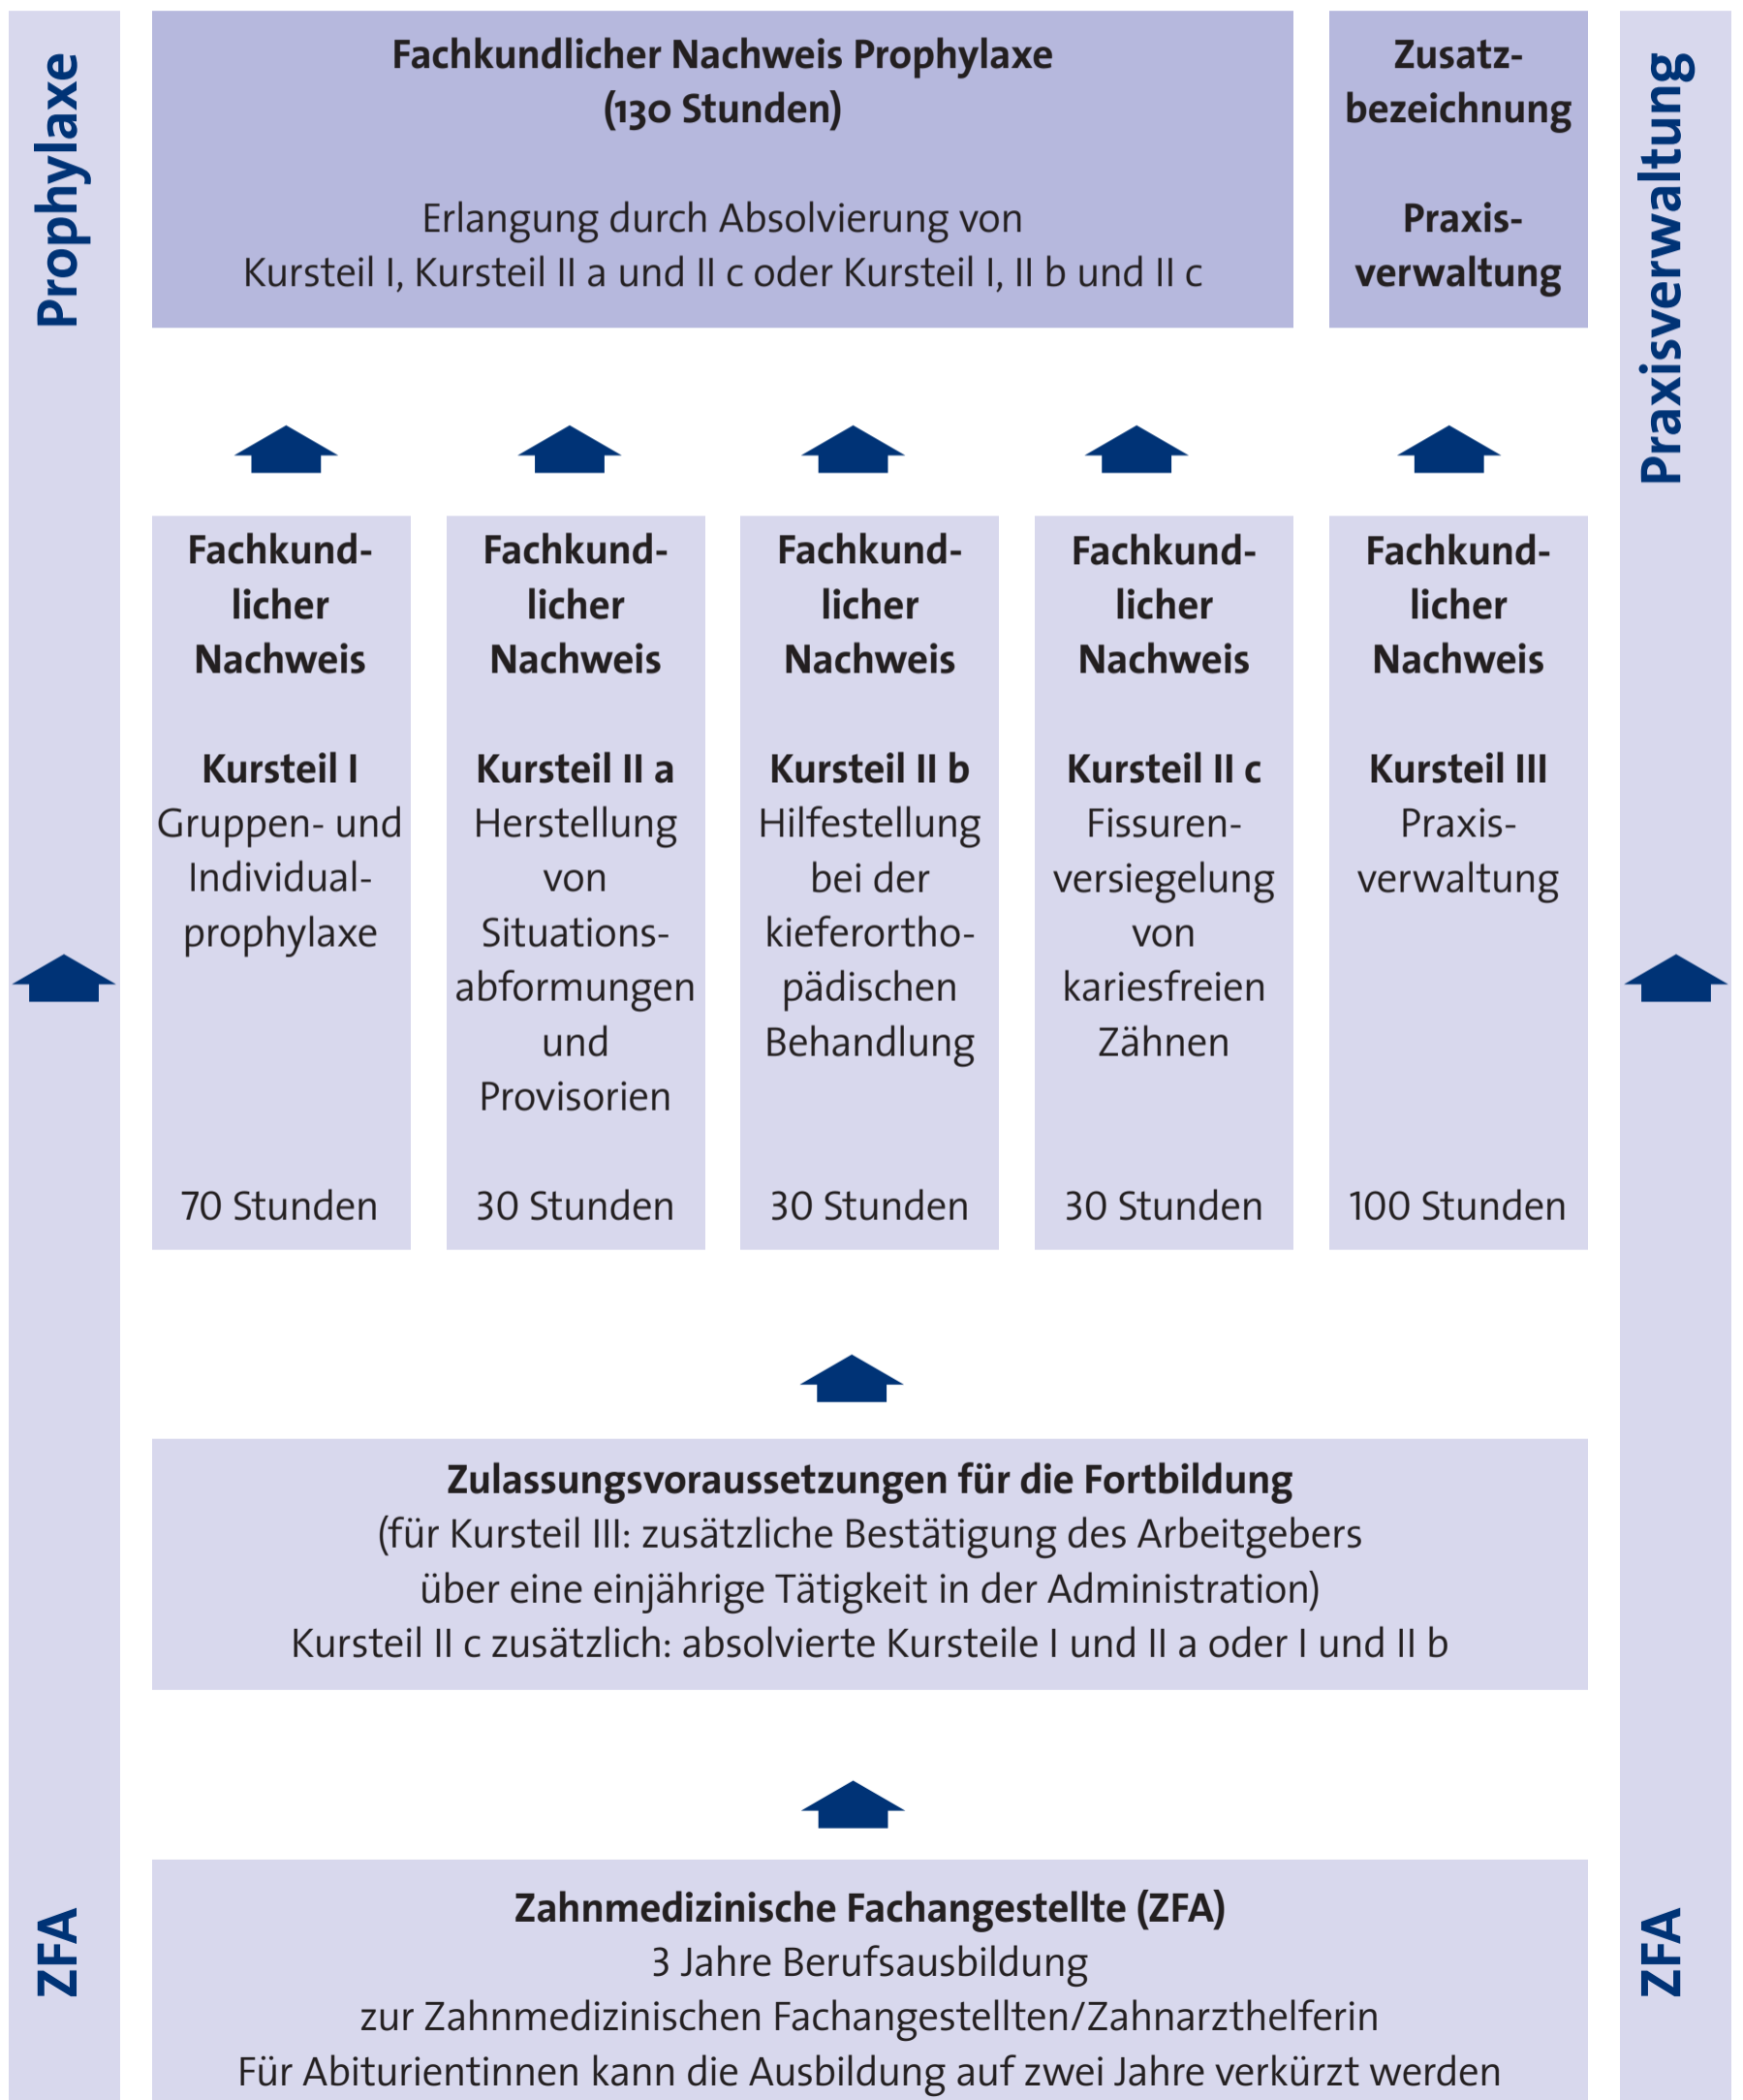 Prophylaxe
Fachkundlicher Nachweis Prophylaxe
(130 Stunden)
Erlangung durch Absolvierung von
Kursteil I, Kursteil II a und II c oder Kursteil I, II b und II c
Zusatz-
bezeichnung
Praxis-
verwaltung
Praxisverwaltung
Fachkund-
licher
Nachweis
Kursteil I
Gruppen- und
Individual-
prophylaxe
70 Stunden
Fachkund-
licher
Nachweis
Kursteil II a
Herstellung
von
Situations-
abformungen
und
Provisorien
30 Stunden
Fachkund-
licher
Nachweis
Kursteil II b
Hilfestellung
bei der
kieferortho-
pädischen
Behandlung
30 Stunden
Fachkund-
licher
Nachweis
Kursteil II c
Fissuren-
versiegelung
von
kariesfreien
Zähnen
30 Stunden
Fachkund-
licher
Nachweis
Kursteil III
Praxis-
verwaltung
100 Stunden
Zulassungsvoraussetzungen für die Fortbildung
(für Kursteil III: zusätzliche Bestätigung des Arbeitgebers
über eine einjährige Tätigkeit in der Administration)
Kursteil II c zusätzlich: absolvierte Kursteile I und II a oder I und II b
ZFA
Zahnmedizinische Fachangestellte (ZFA)
3 Jahre Berufsausbildung
zur Zahnmedizinischen Fachangestellten/Zahnarzthelferin
Für Abiturientinnen kann die Ausbildung auf zwei Jahre verkürzt werden
ZFA